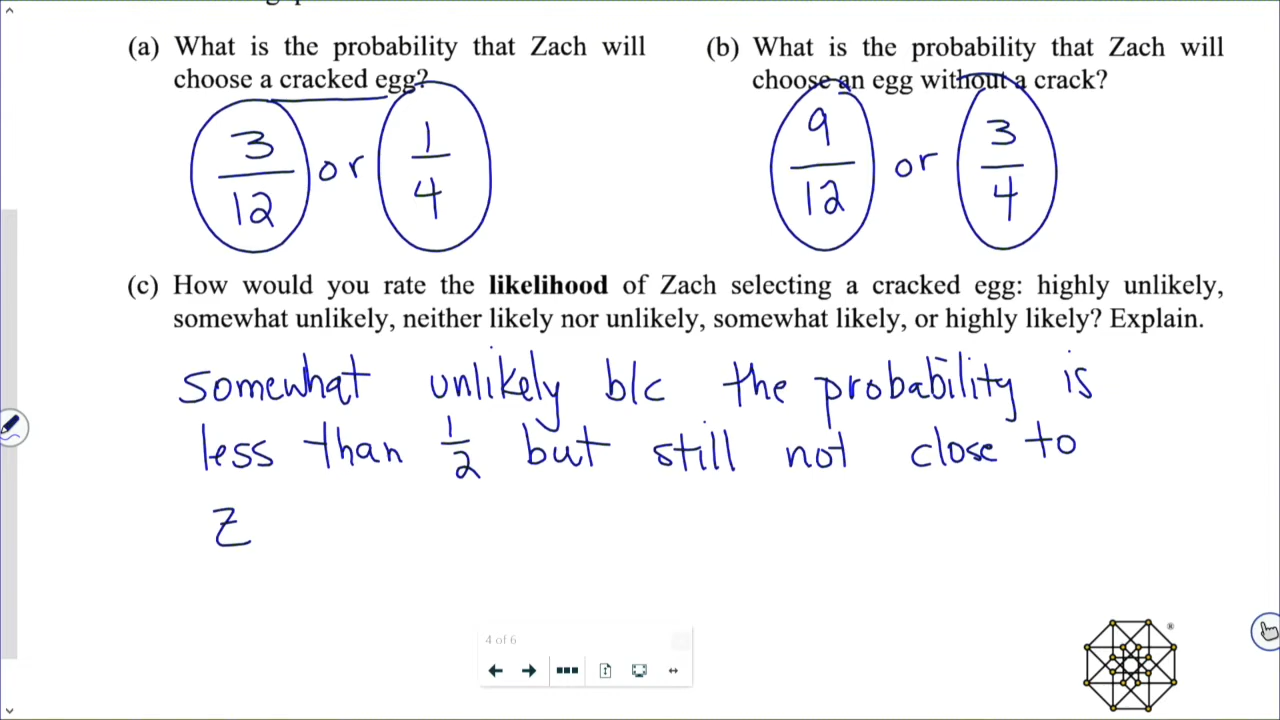 (a) What is the probability that Zach will
choose a cracked egg?
3/12 or 1/4
(b) What is the probability that Zach will
choose an egg without a crack?
9/12 or 3/4
(c) How would you rate the likelihood of Zach selecting a cracked egg: highly unlikely,
somewhat unlikely, neither likely nor unlikely, somewhat likely, or highly likely? Explain.
Somewhat unlikely b/c the probability is
less than 1/2 but still not close to
Z
4 of 6
®